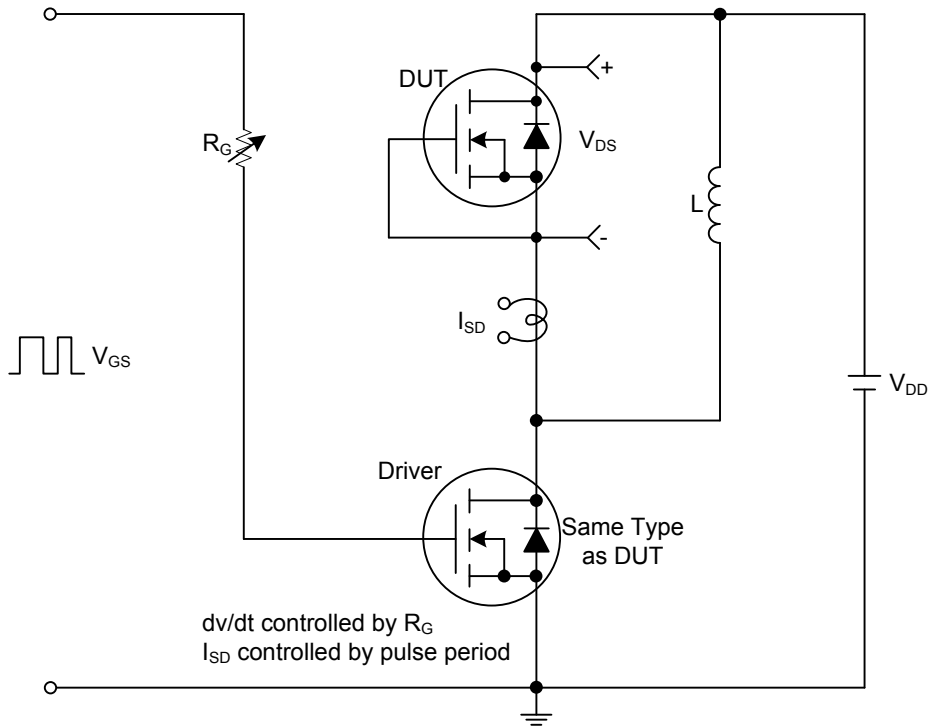 DUT
+
R_G
V_DS
L
-
I_SD
V_GS
V_DD
Driver
Same Type
as DUT
dv/dt controlled by R_G
I_SD controlled by pulse period